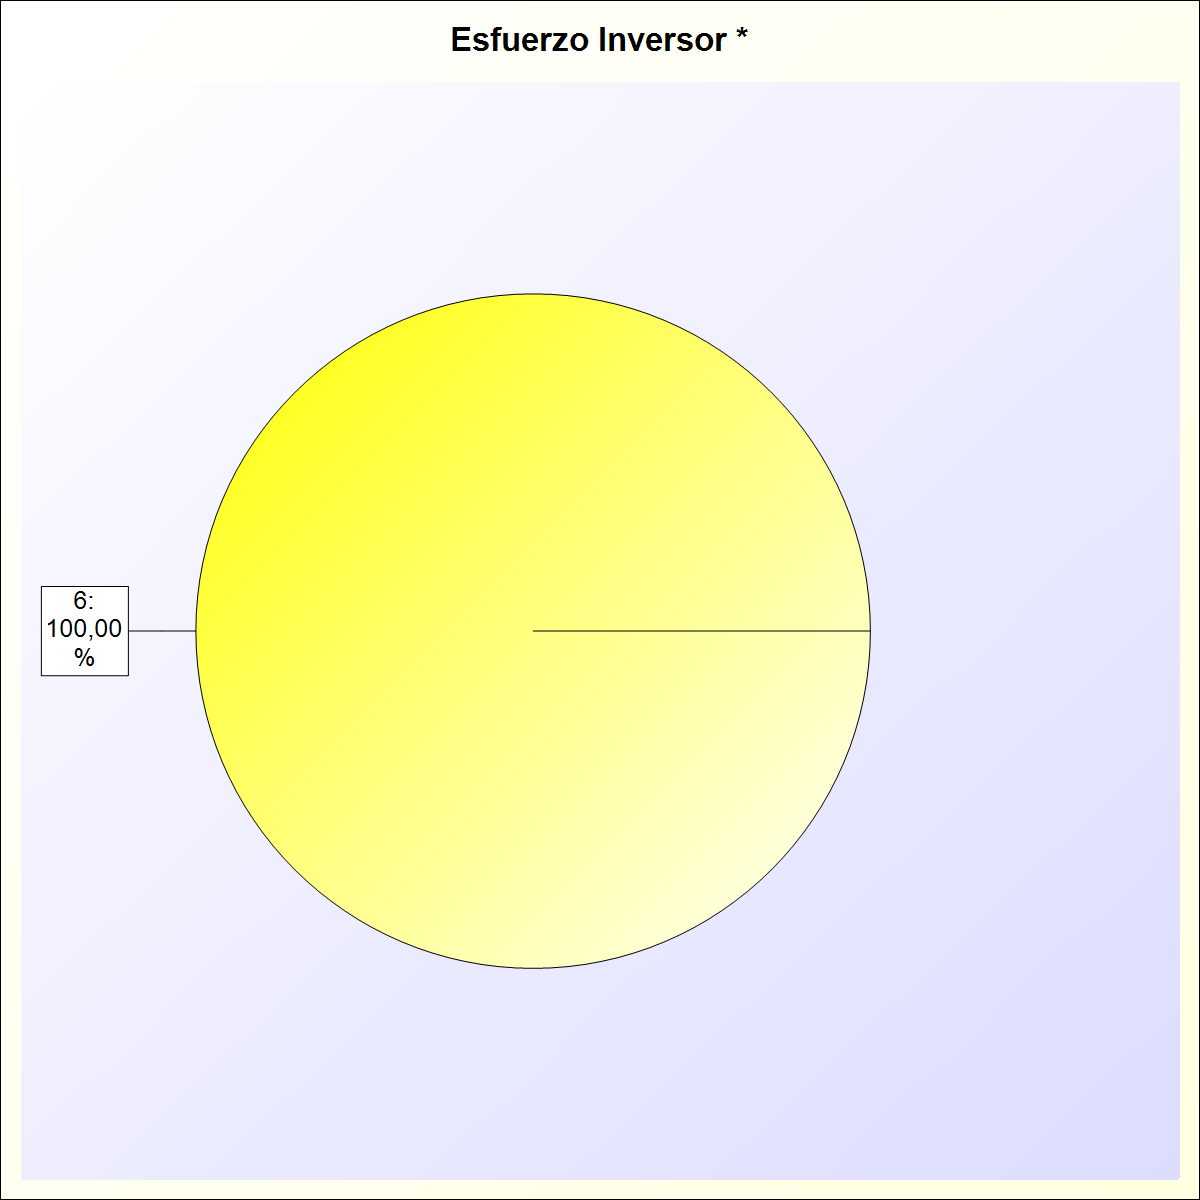 Esfuerzo Inversor *
6:
100,00
%